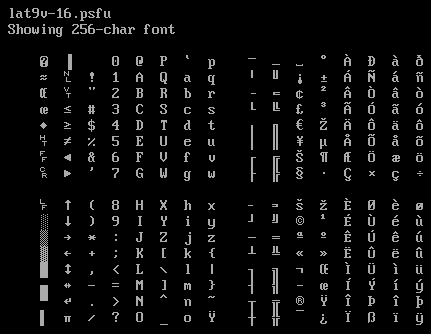 lat9v-16.psfu
Showing 256-char font
0 @ P ` p ° À Ð à ð
≈ ! 1 A Q a q ¡ ± Á Ñ á ñ
Œ " 2 B R b r ¢ ² Â Ò â ò
œ ≤ # 3 C S c s £ ³ Ã Ó ã ó
◆ ≥ $ 4 D T d t € Ž Ä Ô ä ô
≠ % 5 E U e u ¥ µ Å Õ å õ
◀ & 6 F V f v Š ¶ Æ Ö æ ö
▶ ' 7 G W g w § · Ç × ç ÷
↑ ( 8 H X h x š ž È Ø è ø
↓ ) 9 I Y i y © ¹ É Ù é ù
→ * : J Z j z ª º Ê Ú ê ú
← + ; K [ k { « » Ë Û ë û
↕ , < L \ l | ¬ Œ Ì Ü ì ü
↔ - = M ] m } œ Í Ý í ý
↵ . > N ^ n ~ ® Ÿ Î Þ î þ
π / ? O _ o Ÿ ¿ Ï ß ï ÿ